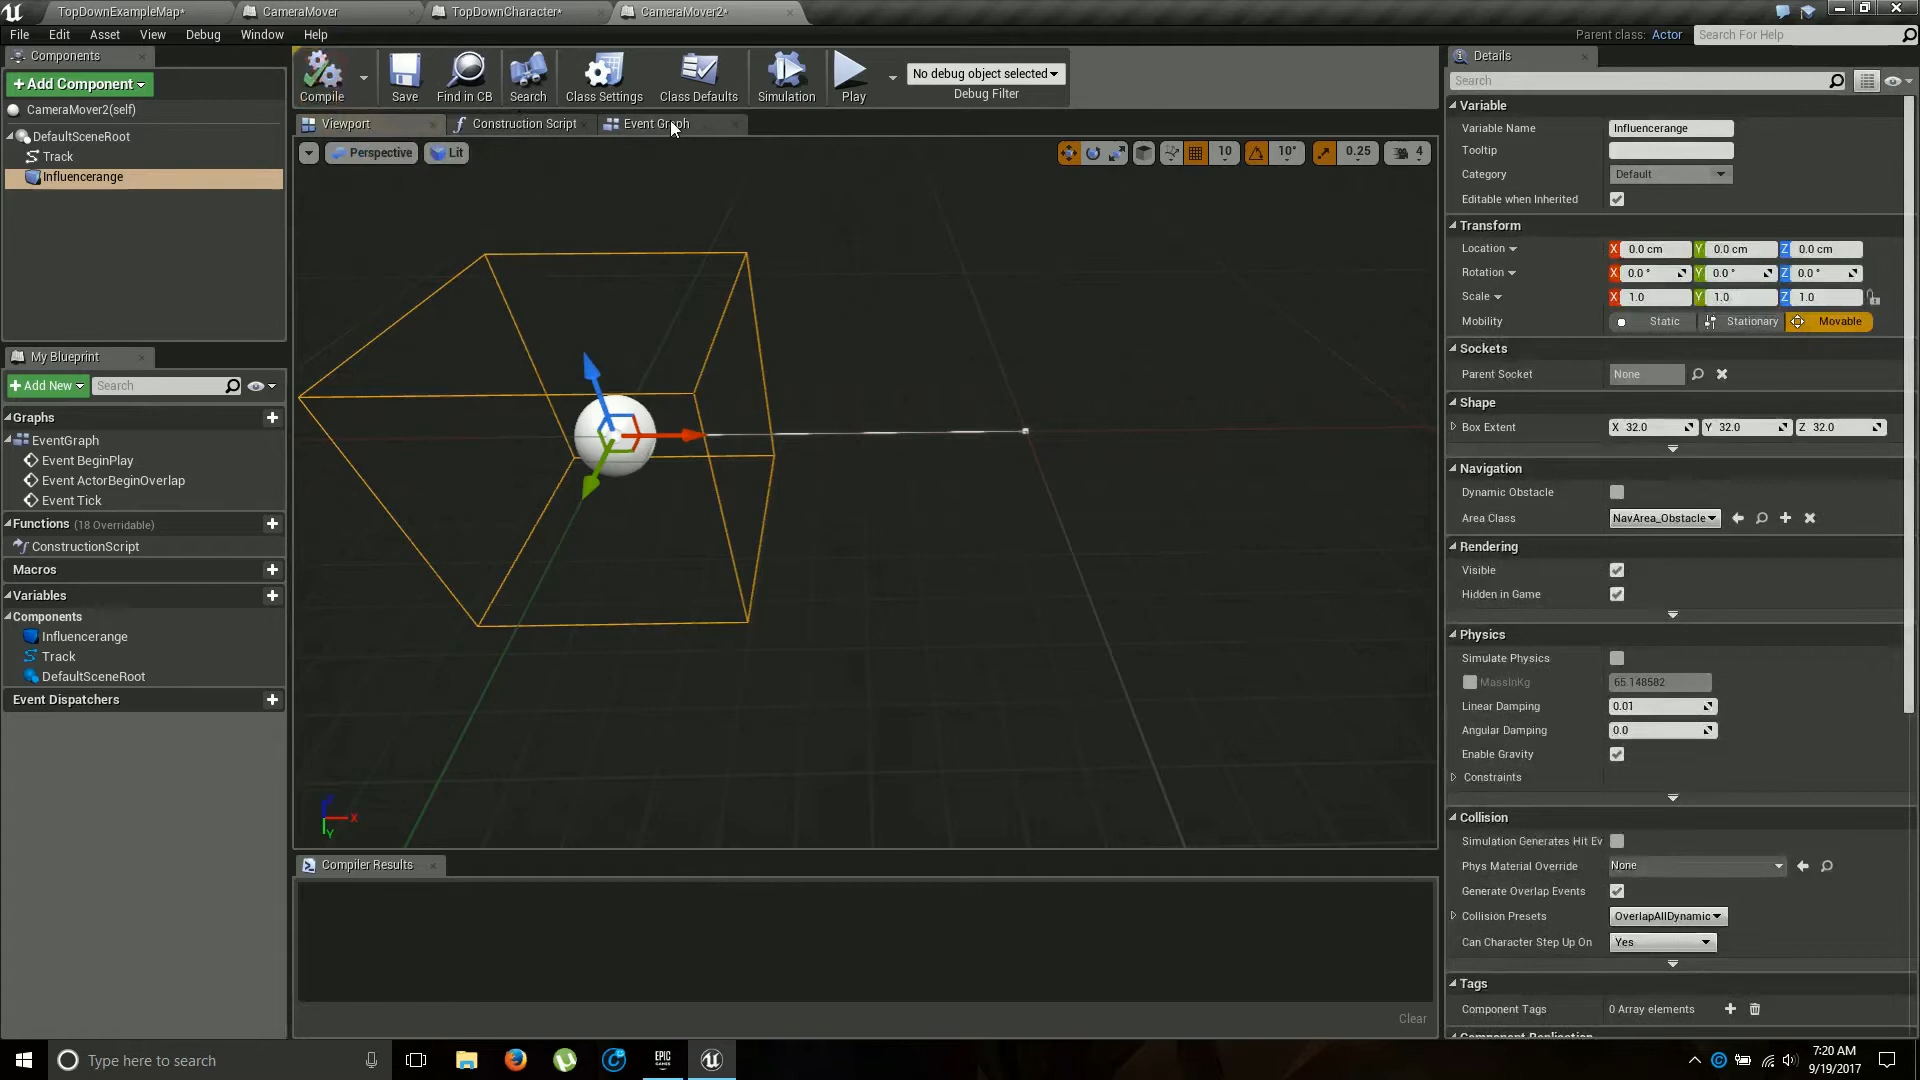 TopDownExampleMap*
CameraMover
TopDownCharacter*
CameraMover2*
File Edit Asset View Debug Window Help
Parent class: Actor
Search For Help
Components
+ Add Component
CameraMover2(self)
DefaultSceneRoot
Track
Influencerange
My Blueprint
+ Add New
Search
Graphs
EventGraph
Event BeginPlay
Event ActorBeginOverlap
Event Tick
Functions (18 Overridable)
ConstructionScript
Macros
Variables
Components
Influencerange
Track
DefaultSceneRoot
Event Dispatchers
Compile
Save
Find in CB
Search
Class Settings
Class Defaults
Simulation
Play
No debug object selected
Debug Filter
Viewport
Construction Script
Event Graph
Perspective
Lit
10
10°
0.25
4
X
Y
Compiler Results
Clear
Details
Search
Variable
Variable Name Influencerange
Tooltip
Category Default
Editable when Inherited
Transform
Location X 0.0 cm Y 0.0 cm Z 0.0 cm
Rotation X 0.0 ° Y 0.0 ° Z 0.0 °
Scale X 1.0 Y 1.0 Z 1.0
Mobility Static Stationary Movable
Sockets
Parent Socket None
Shape
Box Extent X 32.0 Y 32.0 Z 32.0
Navigation
Dynamic Obstacle
Area Class NavArea_Obstacle
Rendering
Visible
Hidden in Game
Physics
Simulate Physics
MassInKg 65.148582
Linear Damping 0.01
Angular Damping 0.0
Enable Gravity
Constraints
Collision
Simulation Generates Hit Ev
Phys Material Override None
Generate Overlap Events
Collision Presets OverlapAllDynamic
Can Character Step Up On Yes
Tags
Component Tags 0 Array elements
Component Replication
Type here to search
EPIC GAMES
7:20 AM
9/19/2017